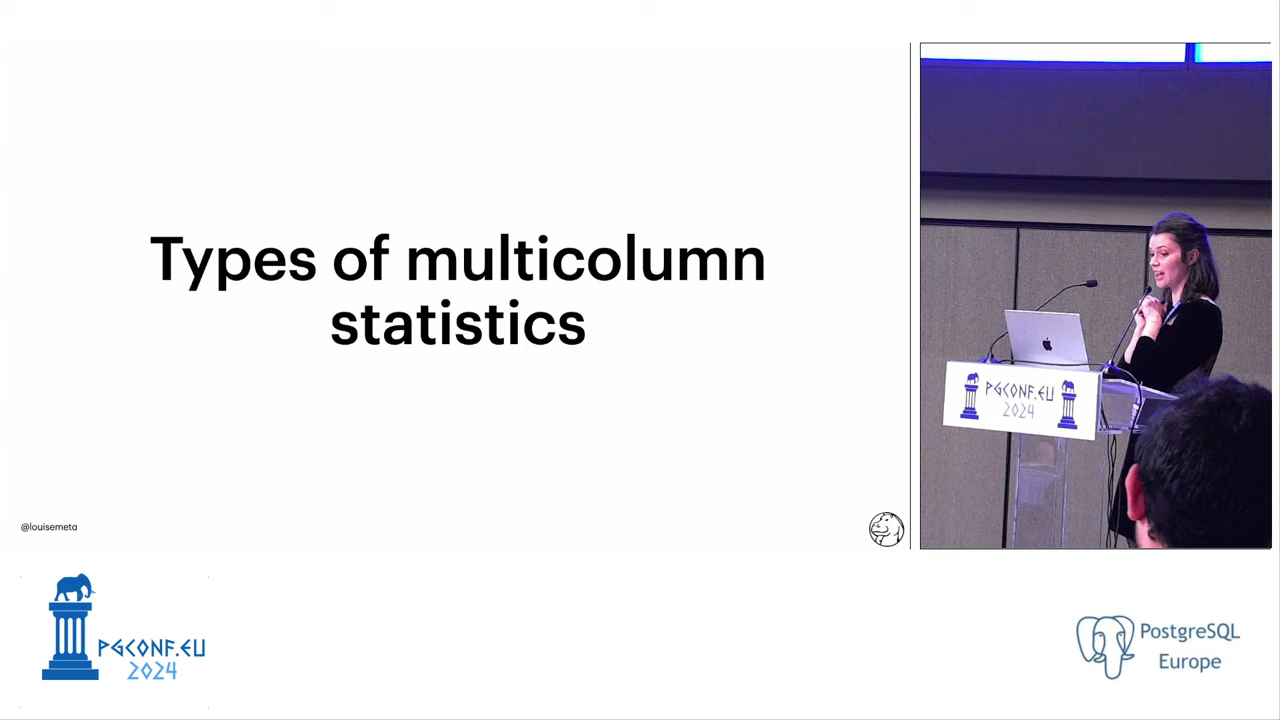 Types of multicolumn
statistics
@louisemeta
PGCONF.EU
2024
PGCONF.EU
2024
PostgreSQL
Europe